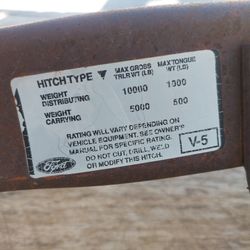 HITCH TYPE MAX GROSS TRLR WT (LB) MAX TONGUE WT (LB)
WEIGHT DISTRIBUTING 10000 1000
WEIGHT CARRYING 5000 500
RATING WILL VARY DEPENDING ON
VEHICLE EQUIPMENT. SEE OWNER'S
MANUAL FOR SPECIFIC RATING.
DO NOT CUT, DRILL, WELD
OR MODIFY THIS HITCH.
Ford
V-5